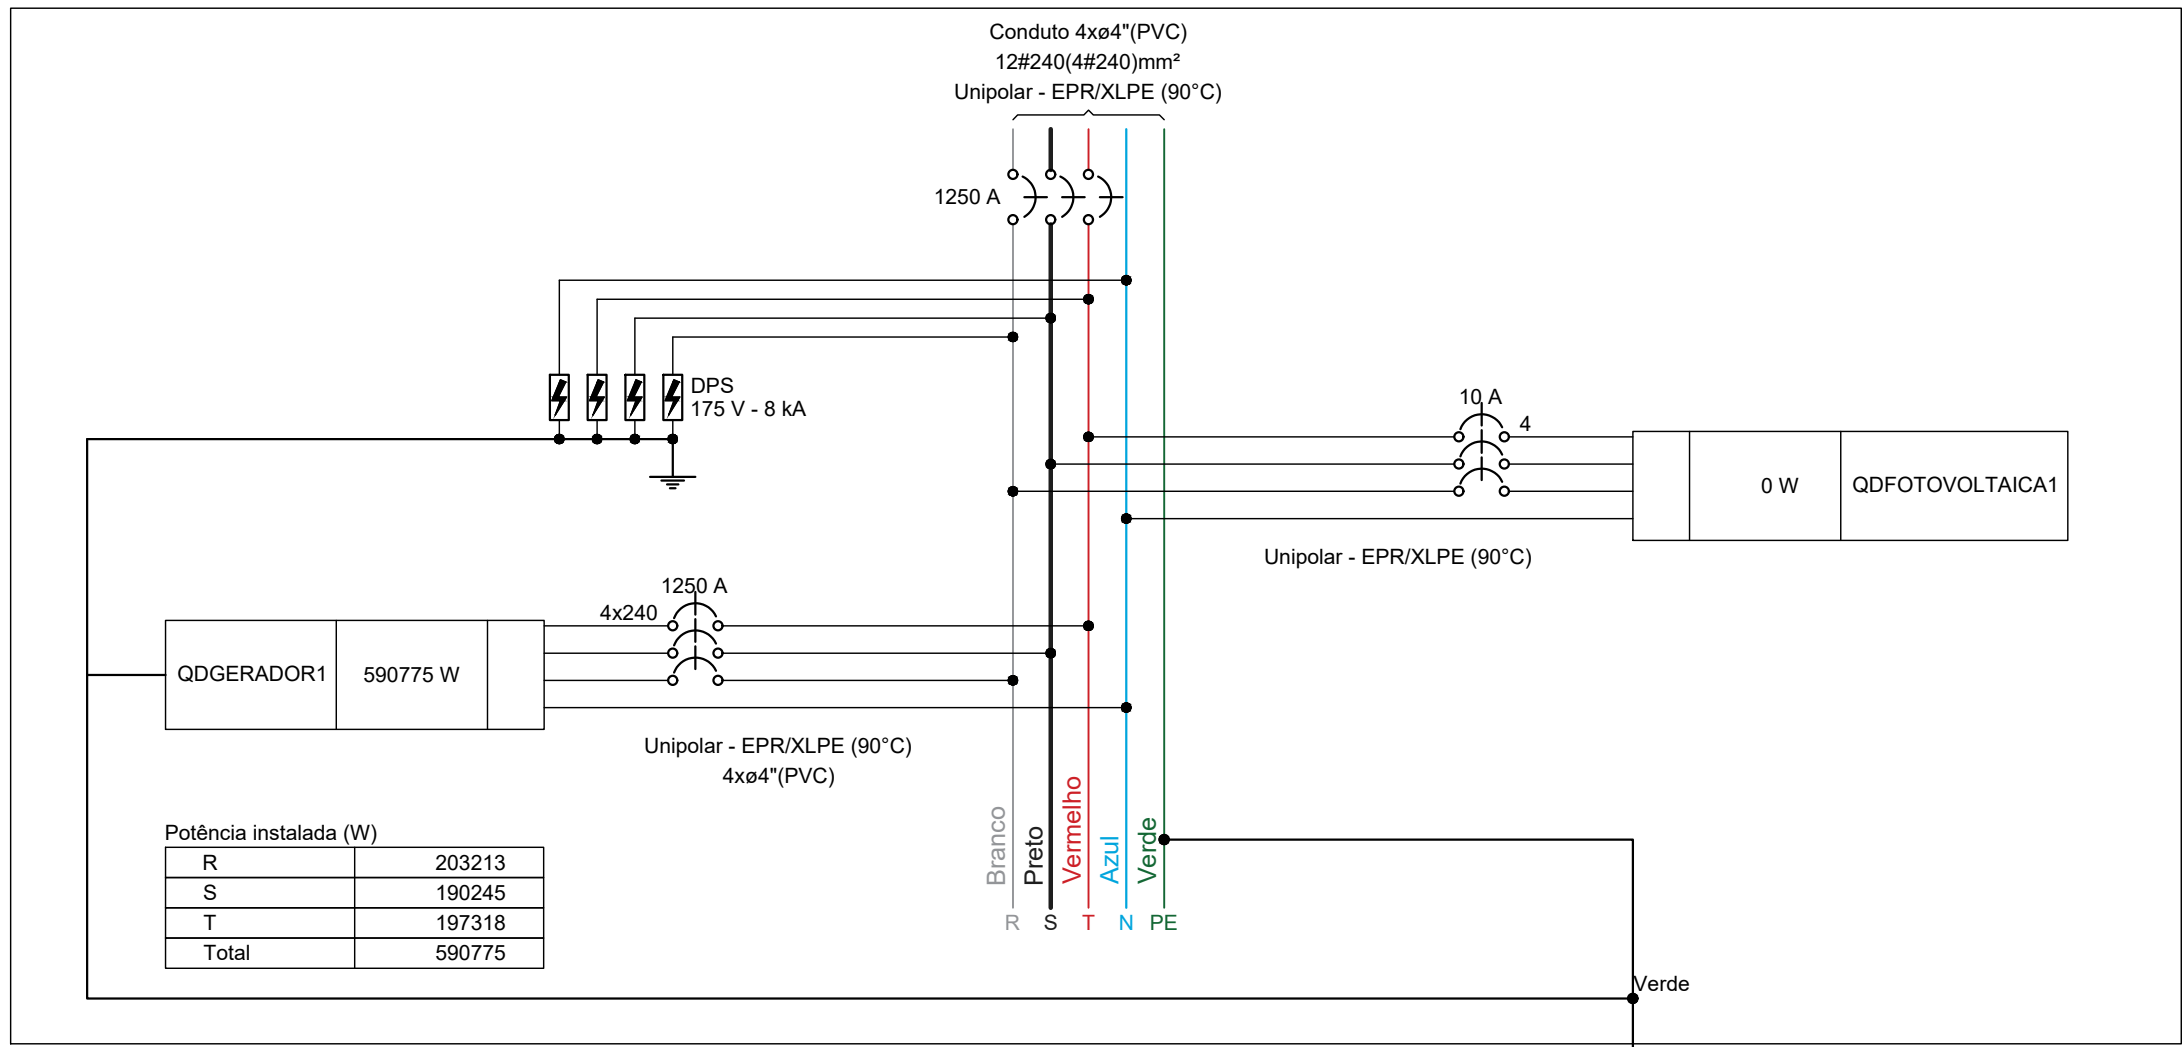 Conduto 4xø4"(PVC)
12#240(4#240)mm²
Unipolar - EPR/XLPE (90°C)
1250 A
DPS
175 V - 8 kA
10 A
4
0 W
QDFOTOVOLTAICA1
Unipolar - EPR/XLPE (90°C)
1250 A
4x240
QDGERADOR1
590775 W
Unipolar - EPR/XLPE (90°C)
4xø4"(PVC)
Potência instalada (W)
R 203213
S 190245
T 197318
Total 590775
Branco
Preto
Vermelho
Azul
Verde
R S T N PE
Verde